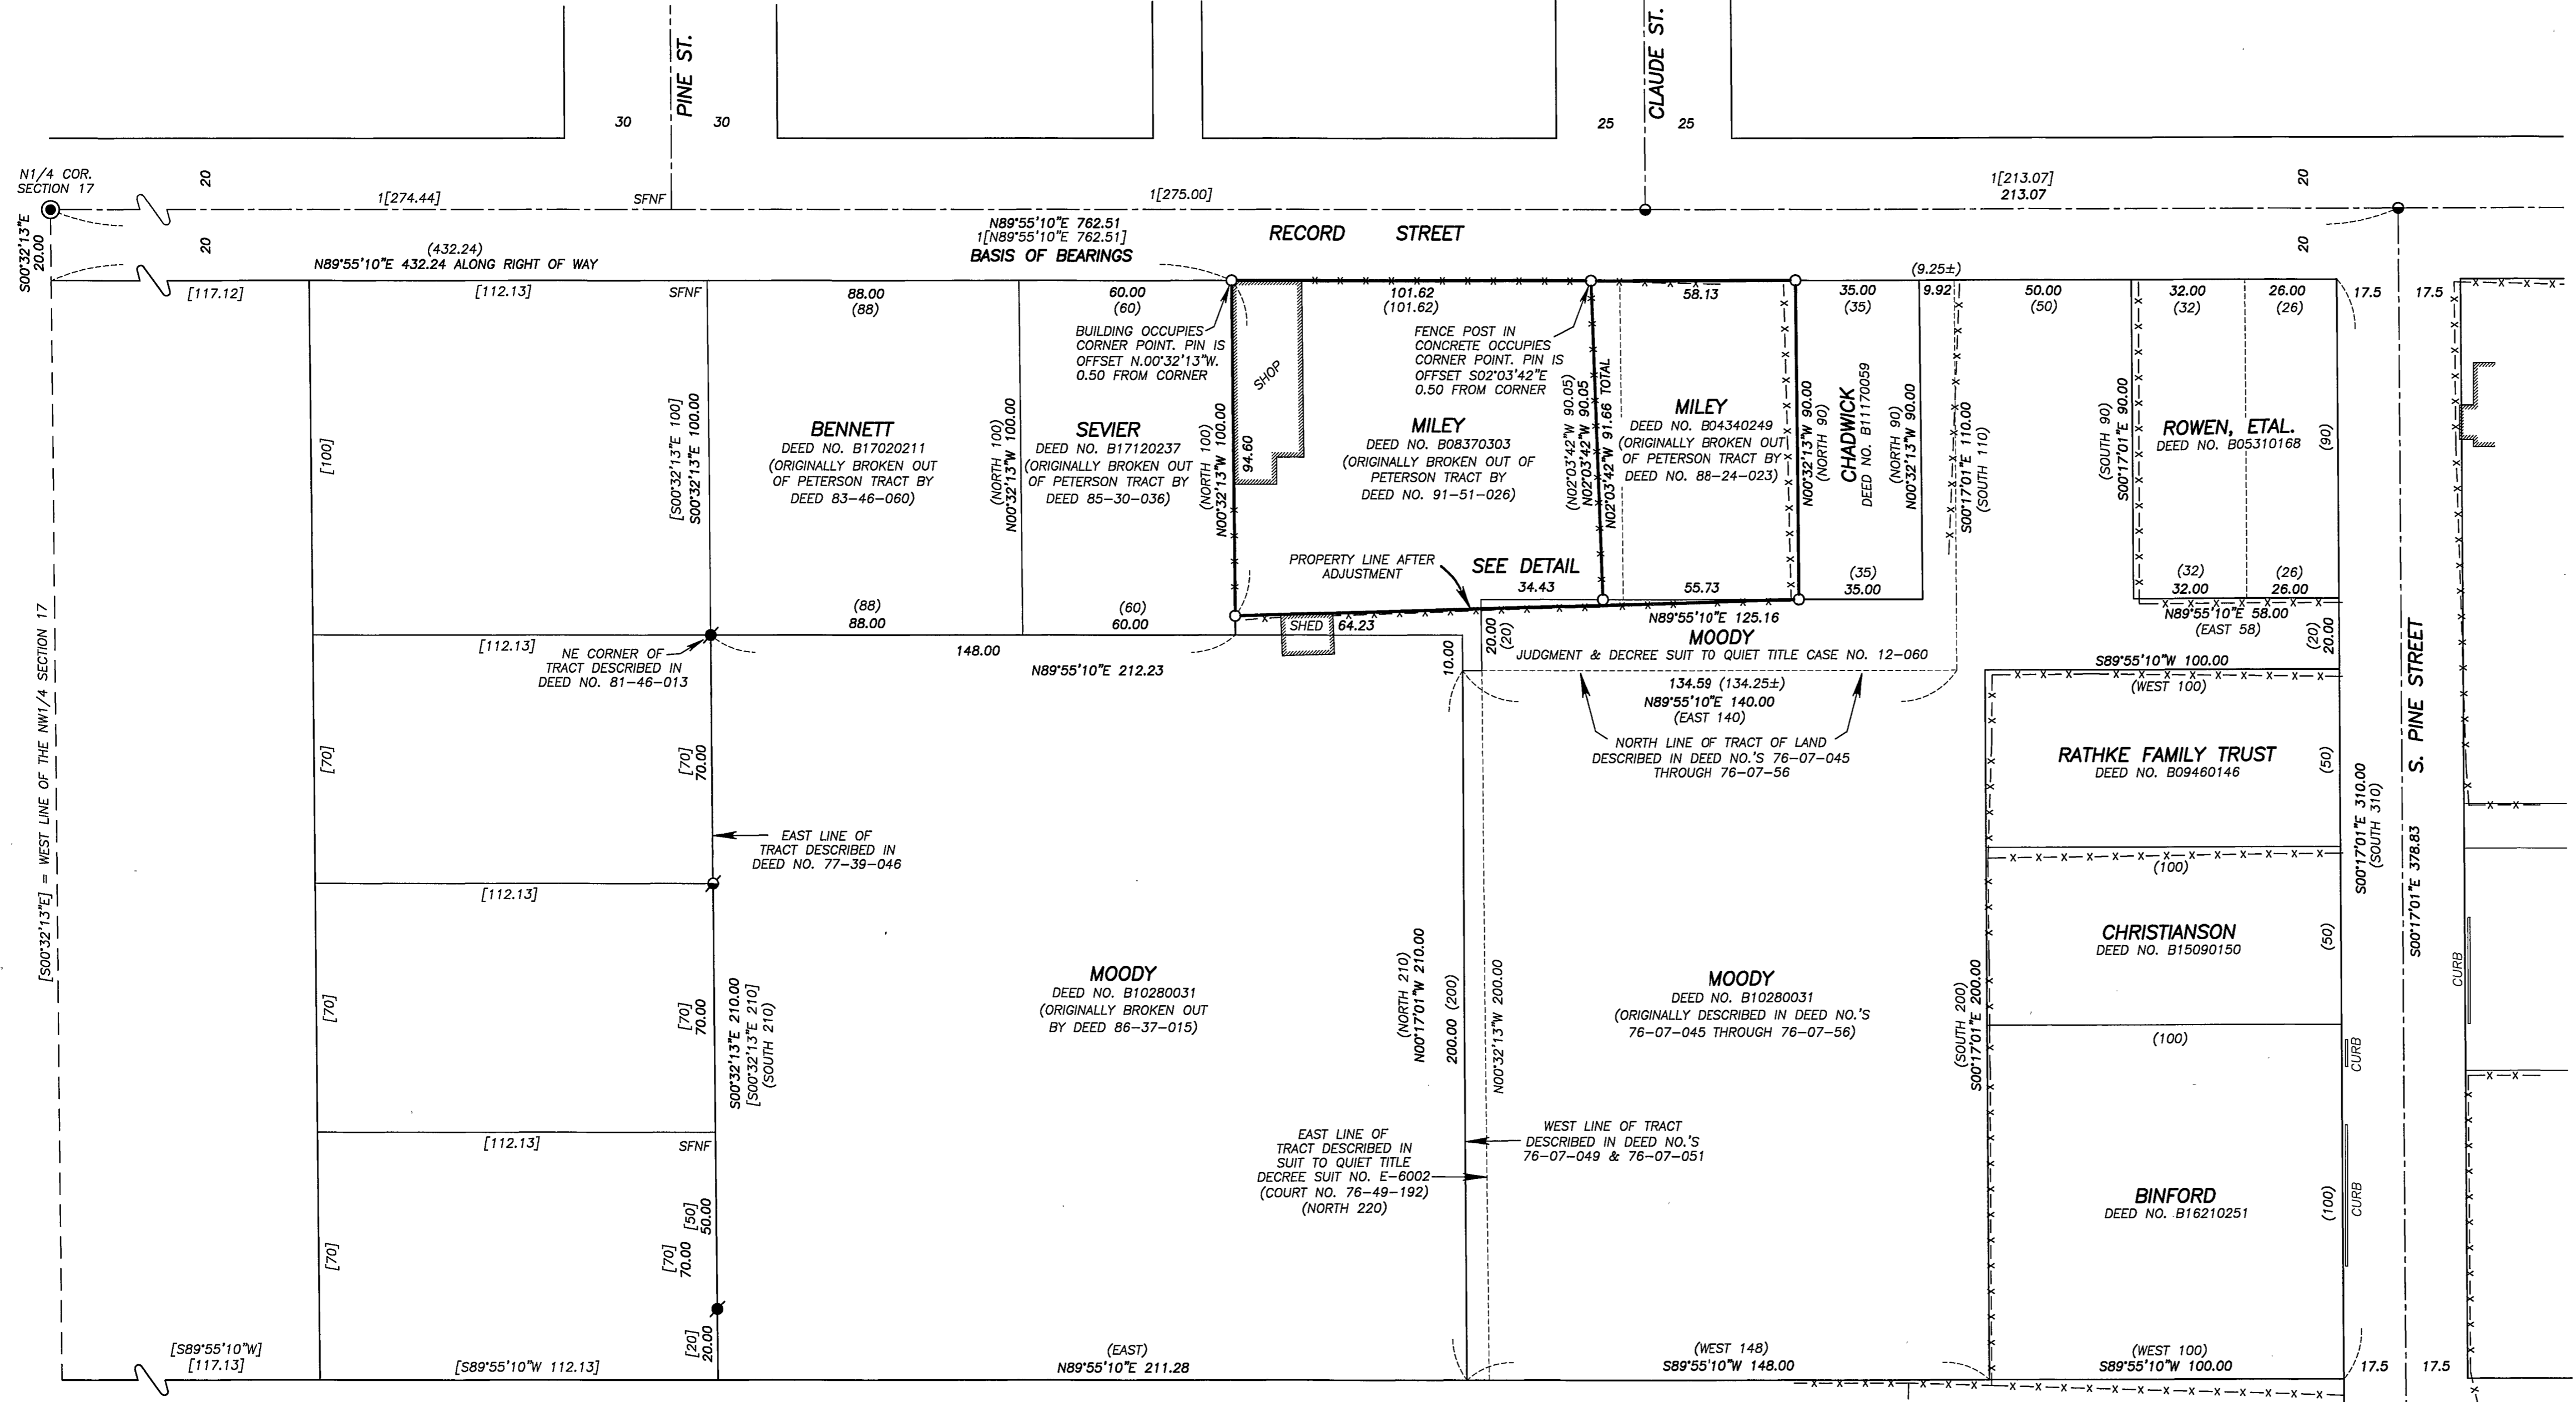 PINE ST.
30
30
CLAUDE ST.
25
25
N1/4 COR.
SECTION 17
S00°32'13"E
20.00
20
20
1[274.44]
SFNF
1[275.00]
1[213.07]
213.07
20
20
N89°55'10"E 762.51
1[N89°55'10"E 762.51]
BASIS OF BEARINGS
RECORD STREET
(432.24)
N89°55'10"E 432.24 ALONG RIGHT OF WAY
[117.12]
[112.13]
SFNF
88.00
(88)
60.00
(60)
101.62
(101.62)
58.13
35.00
(35)
(9.25±)
9.92
50.00
(50)
32.00
(32)
26.00
(26)
17.5
17.5
BUILDING OCCUPIES
CORNER POINT. PIN IS
OFFSET N.00°32'13"W.
0.50 FROM CORNER
SHOP
94.60
FENCE POST IN
CONCRETE OCCUPIES
CORNER POINT. PIN IS
OFFSET S02°03'42"E
0.50 FROM CORNER
[100]
[S00°32'13"E 100]
S00°32'13"E 100.00
BENNETT
DEED NO. B17020211
(ORIGINALLY BROKEN OUT
OF PETERSON TRACT BY
DEED 83-46-060)
(NORTH 100)
N00°32'13"W 100.00
SEVIER
DEED NO. B17120237
(ORIGINALLY BROKEN OUT
OF PETERSON TRACT BY
DEED 85-30-036)
(NORTH 100)
N00°32'13"W 100.00
MILEY
DEED NO. B08370303
(ORIGINALLY BROKEN OUT OF
PETERSON TRACT BY
DEED NO. 91-51-026)
(N02°03'42"W 90.05)
N02°03'42"W 90.05
N02°03'42"W 91.66 TOTAL
MILEY
DEED NO. B04340249
(ORIGINALLY BROKEN OUT
OF PETERSON TRACT BY
DEED NO. 88-24-023)
N00°32'13"W 90.00
(NORTH 90)
CHADWICK
DEED NO. B11170059
(NORTH 90)
N00°32'13"W 90.00
S00°17'01"E 110.00
(SOUTH 110)
(SOUTH 90)
S00°17'01"E 90.00
ROWEN, ETAL.
DEED NO. B05310168
(90)
PROPERTY LINE AFTER
ADJUSTMENT
SEE DETAIL
34.43
55.73
(35)
35.00
(32)
32.00
(26)
26.00
N89°55'10"E 58.00
(EAST 58)
(20)
20.00
(88)
88.00
(60)
60.00
SHED
64.23
N89°55'10"E 125.16
MOODY
JUDGMENT & DECREE SUIT TO QUIET TITLE CASE NO. 12-060
20.00
(20)
10.00
[112.13]
NE CORNER OF
TRACT DESCRIBED IN
DEED NO. 81-46-013
148.00
N89°55'10"E 212.23
134.59 (134.25±)
N89°55'10"E 140.00
(EAST 140)
S89°55'10"W 100.00
(WEST 100)
NORTH LINE OF TRACT OF LAND
DESCRIBED IN DEED NO.'S 76-07-045
THROUGH 76-07-56
[S00°32'13"E] = WEST LINE OF THE NW1/4 SECTION 17
[70]
[70]
70.00
RATHKE FAMILY TRUST
DEED NO. B09460146
(50)
S. PINE STREET
S00°17'01"E 310.00
(SOUTH 310)
S00°17'01"E 378.83
EAST LINE OF
TRACT DESCRIBED IN
DEED NO. 77-39-046
(100)
[112.13]
CHRISTIANSON
DEED NO. B15090150
(50)
CURB
[70]
[70]
70.00
S00°32'13"E 210.00
[S00°32'13"E 210]
(SOUTH 210)
MOODY
DEED NO. B10280031
(ORIGINALLY BROKEN OUT
BY DEED 86-37-015)
(NORTH 210)
N00°17'01"W 210.00
200.00 (200)
N00°32'13"W 200.00
MOODY
DEED NO. B10280031
(ORIGINALLY DESCRIBED IN DEED NO.'S
76-07-045 THROUGH 76-07-56)
(SOUTH 200)
S00°17'01"E 200.00
(100)
CURB
[112.13]
SFNF
EAST LINE OF
TRACT DESCRIBED IN
SUIT TO QUIET TITLE
DECREE SUIT NO. E-6002
(COURT NO. 76-49-192)
(NORTH 220)
WEST LINE OF TRACT
DESCRIBED IN DEED NO.'S
76-07-049 & 76-07-051
BINFORD
DEED NO. B16210251
(100)
CURB
[70]
[50]
50.00
[70]
70.00
[20]
20.00
[S89°55'10"W]
[117.13]
[S89°55'10"W 112.13]
(EAST)
N89°55'10"E 211.28
(WEST 148)
S89°55'10"W 148.00
(WEST 100)
S89°55'10"W 100.00
17.5
17.5